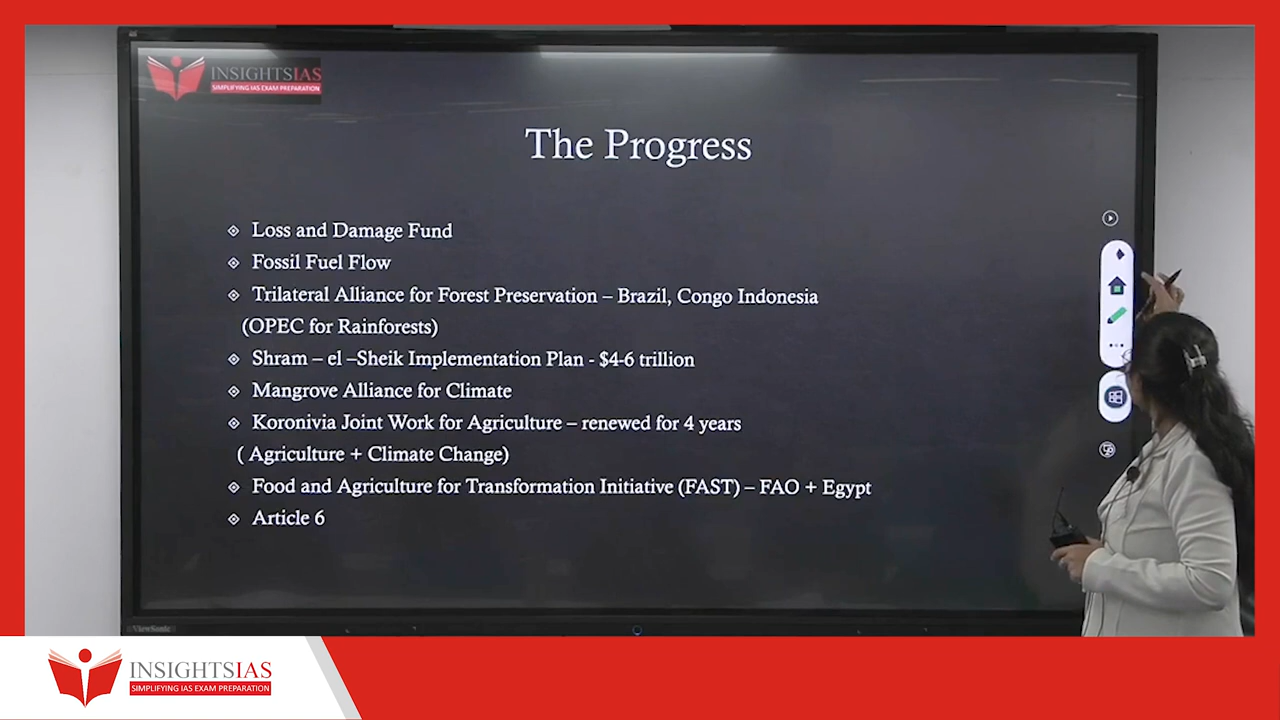 INSIGHTSIAS
SIMPLIFYING IAS EXAM PREPARATION
The Progress
Loss and Damage Fund
Fossil Fuel Flow
Trilateral Alliance for Forest Preservation – Brazil, Congo Indonesia
(OPEC for Rainforests)
Shram – el –Sheik Implementation Plan - $4-6 trillion
Mangrove Alliance for Climate
Koronivia Joint Work for Agriculture – renewed for 4 years
( Agriculture + Climate Change)
Food and Agriculture for Transformation Initiative (FAST) – FAO + Egypt
Article 6
ViewSonic
INSIGHTSIAS
SIMPLIFYING IAS EXAM PREPARATION